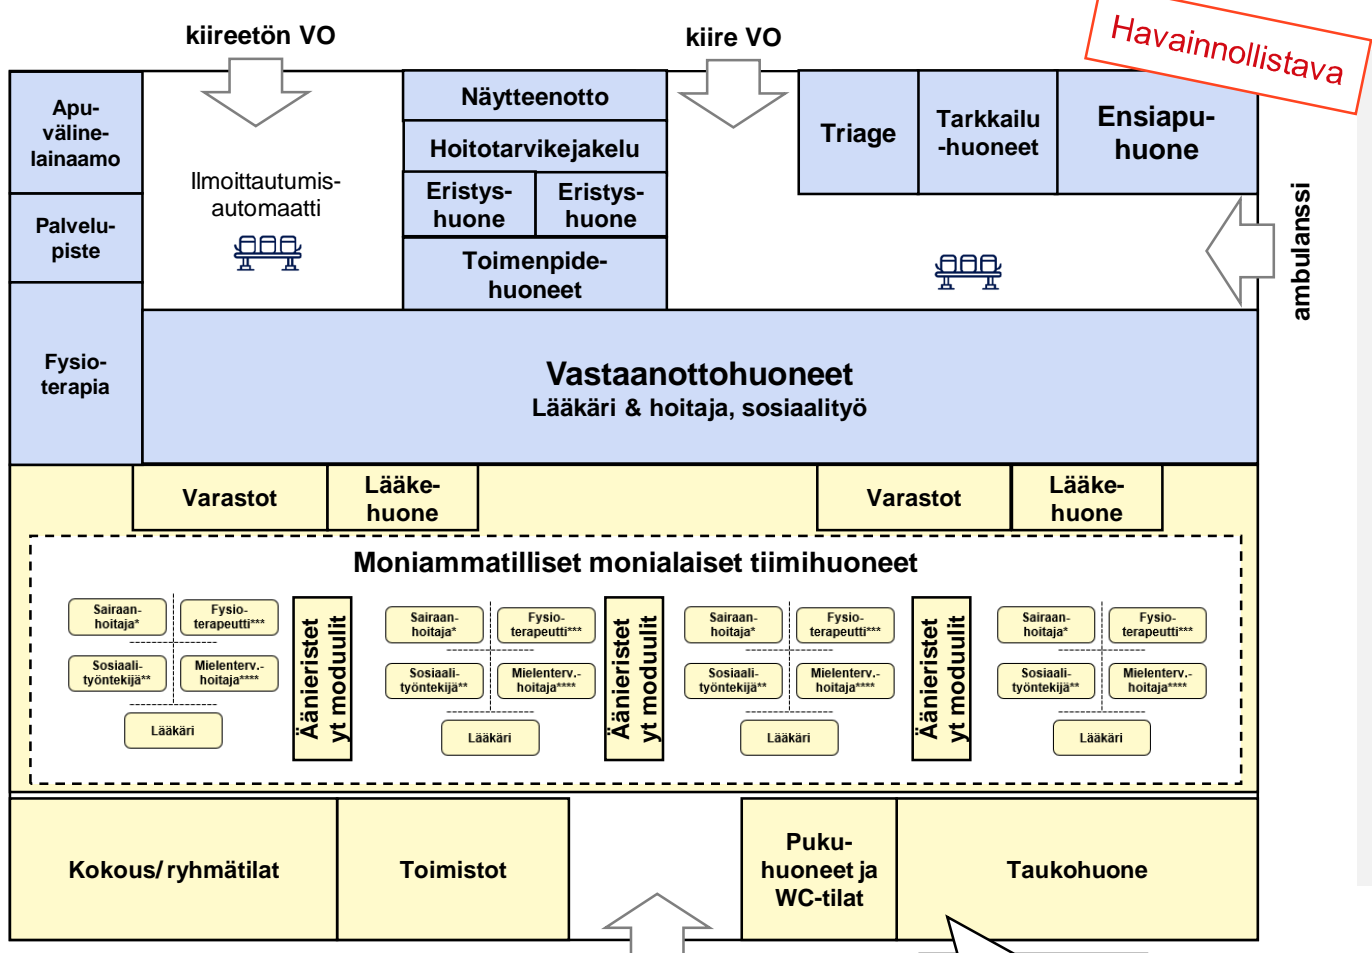 kiireetön VO
kiire VO
Havainnollistava
Apu-
väline-
lainaamo
Näytteenotto
Hoitotarvikejakelu
Eristys-
huone
Eristys-
huone
Toimenpide-
huoneet
Triage
Tarkkailu
-huoneet
Ensiapu-
huone
Ilmoittautumis-
automaatti
Palvelu-
piste
ambulanssi
Fysio-
terapia
Vastaanottohuoneet
Lääkäri & hoitaja, sosiaalityö
Varastot
Lääke-
huone
Varastot
Lääke-
huone
Moniammatilliset monialaiset tiimihuoneet
Sairaan-
hoitaja*
Fysio-
terapeutti***
Sosiaali-
työntekijä**
Mielenterv.-
hoitaja****
Lääkäri
Äänieristet
yt moduulit
Sairaan-
hoitaja*
Fysio-
terapeutti***
Sosiaali-
työntekijä**
Mielenterv.-
hoitaja****
Lääkäri
Äänieristet
yt moduulit
Sairaan-
hoitaja*
Fysio-
terapeutti***
Sosiaali-
työntekijä**
Mielenterv.-
hoitaja****
Lääkäri
Äänieristet
yt moduulit
Sairaan-
hoitaja*
Fysio-
terapeutti***
Sosiaali-
työntekijä**
Mielenterv.-
hoitaja****
Lääkäri
Kokous/ ryhmätilat
Toimistot
Puku-
huoneet ja
WC-tilat
Taukohuone